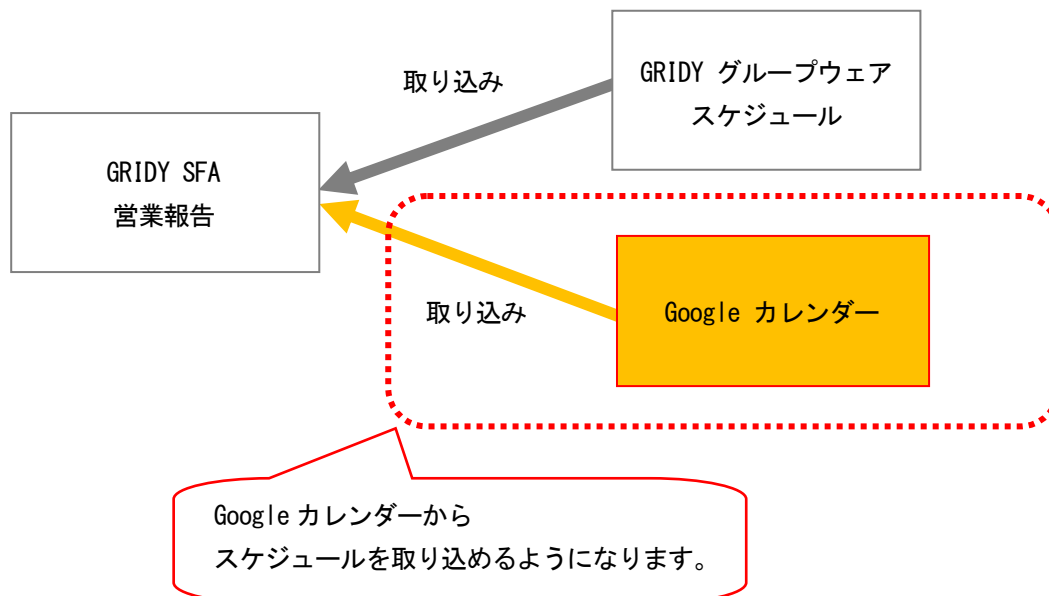 取り込み
GRIDY グループウェア
スケジュール
GRIDY SFA
営業報告
取り込み
Google カレンダー
Google カレンダーから
スケジュールを取り込めるようになります。